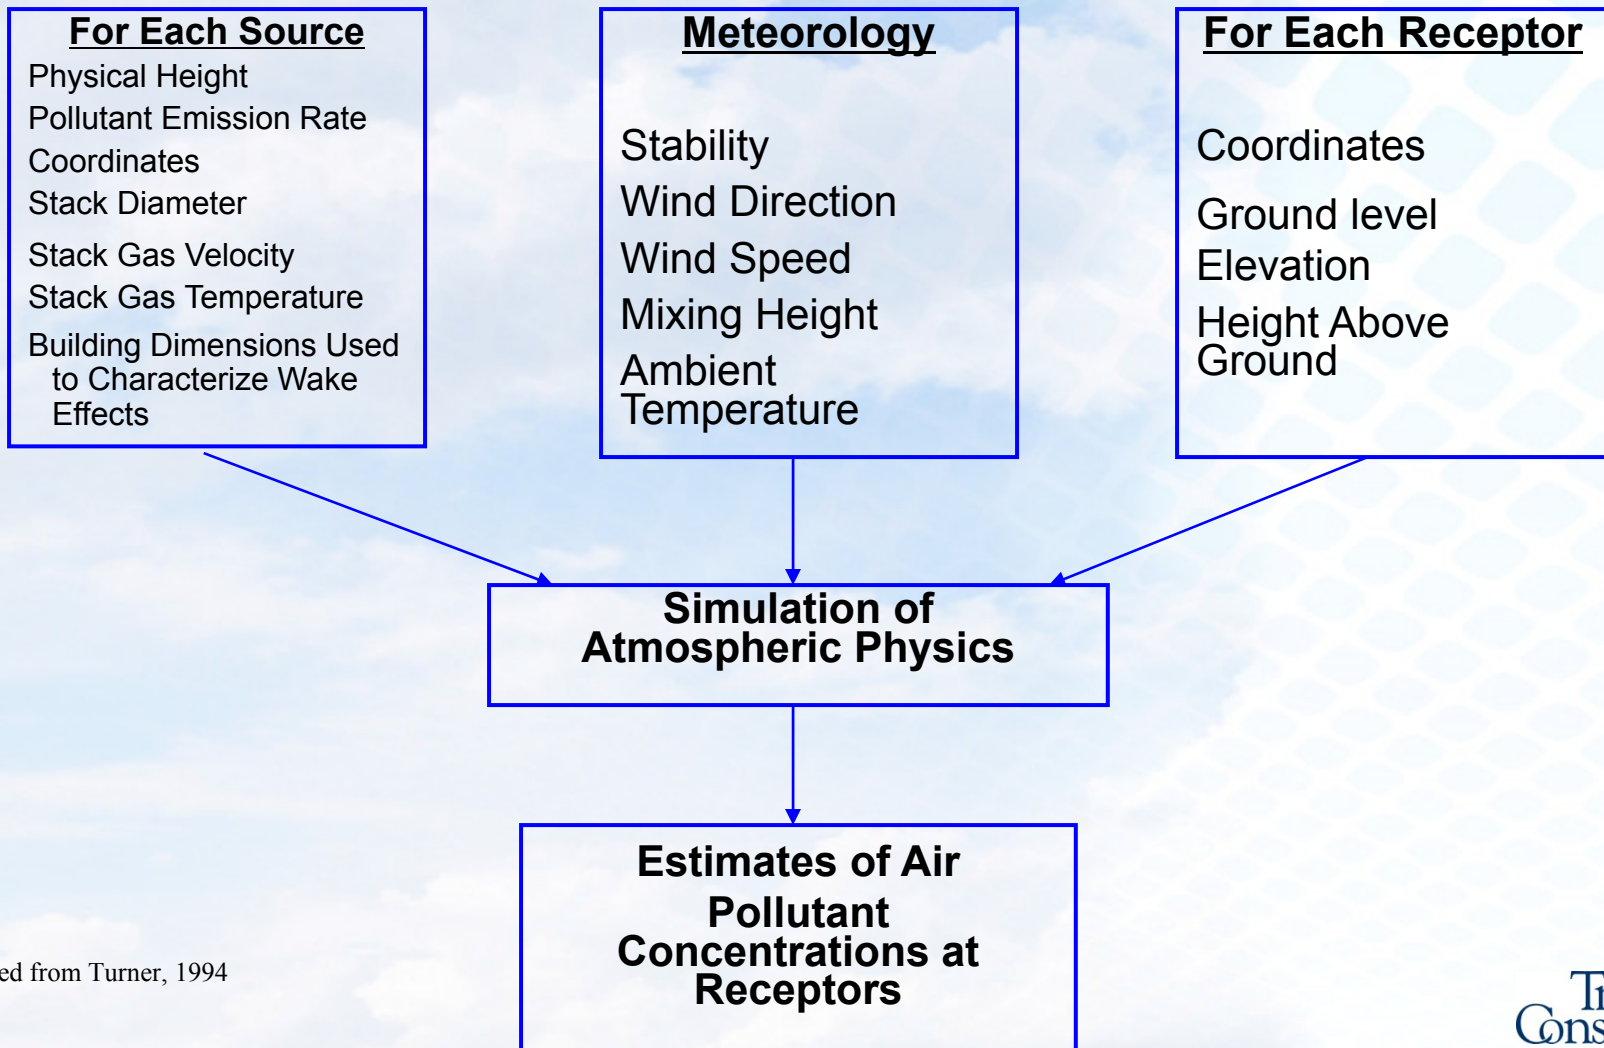 For Each Source
Physical Height
Pollutant Emission Rate
Coordinates
Stack Diameter
Stack Gas Velocity
Stack Gas Temperature
Building Dimensions Used
to Characterize Wake
Effects
Meteorology
Stability
Wind Direction
Wind Speed
Mixing Height
Ambient
Temperature
For Each Receptor
Coordinates
Ground level
Elevation
Height Above
Ground
Simulation of
Atmospheric Physics
Estimates of Air
Pollutant
Concentrations at
Receptors
from Turner, 1994